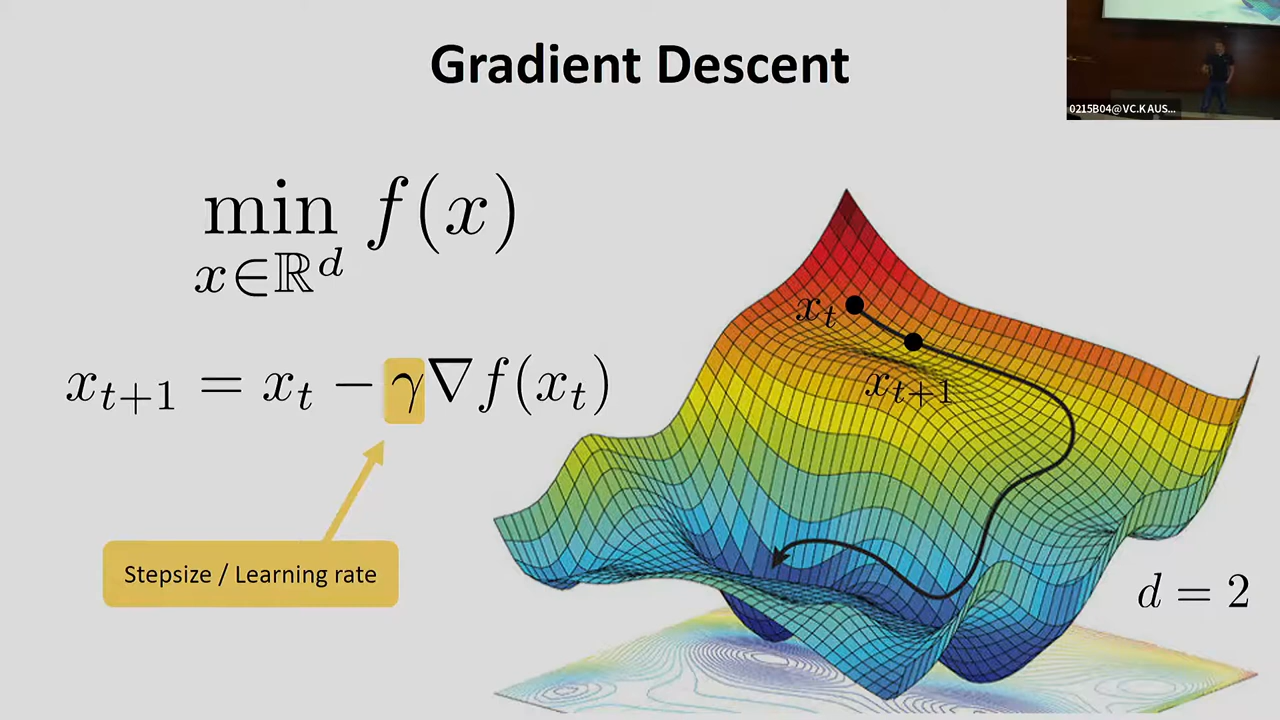 Gradient Descent
0215B04@VC.KAUS...
min f(x)
x∈ℝ^d
x_{t+1} = x_t − γ∇f(x_t)
x_t
x_{t+1}
Stepsize / Learning rate
d = 2